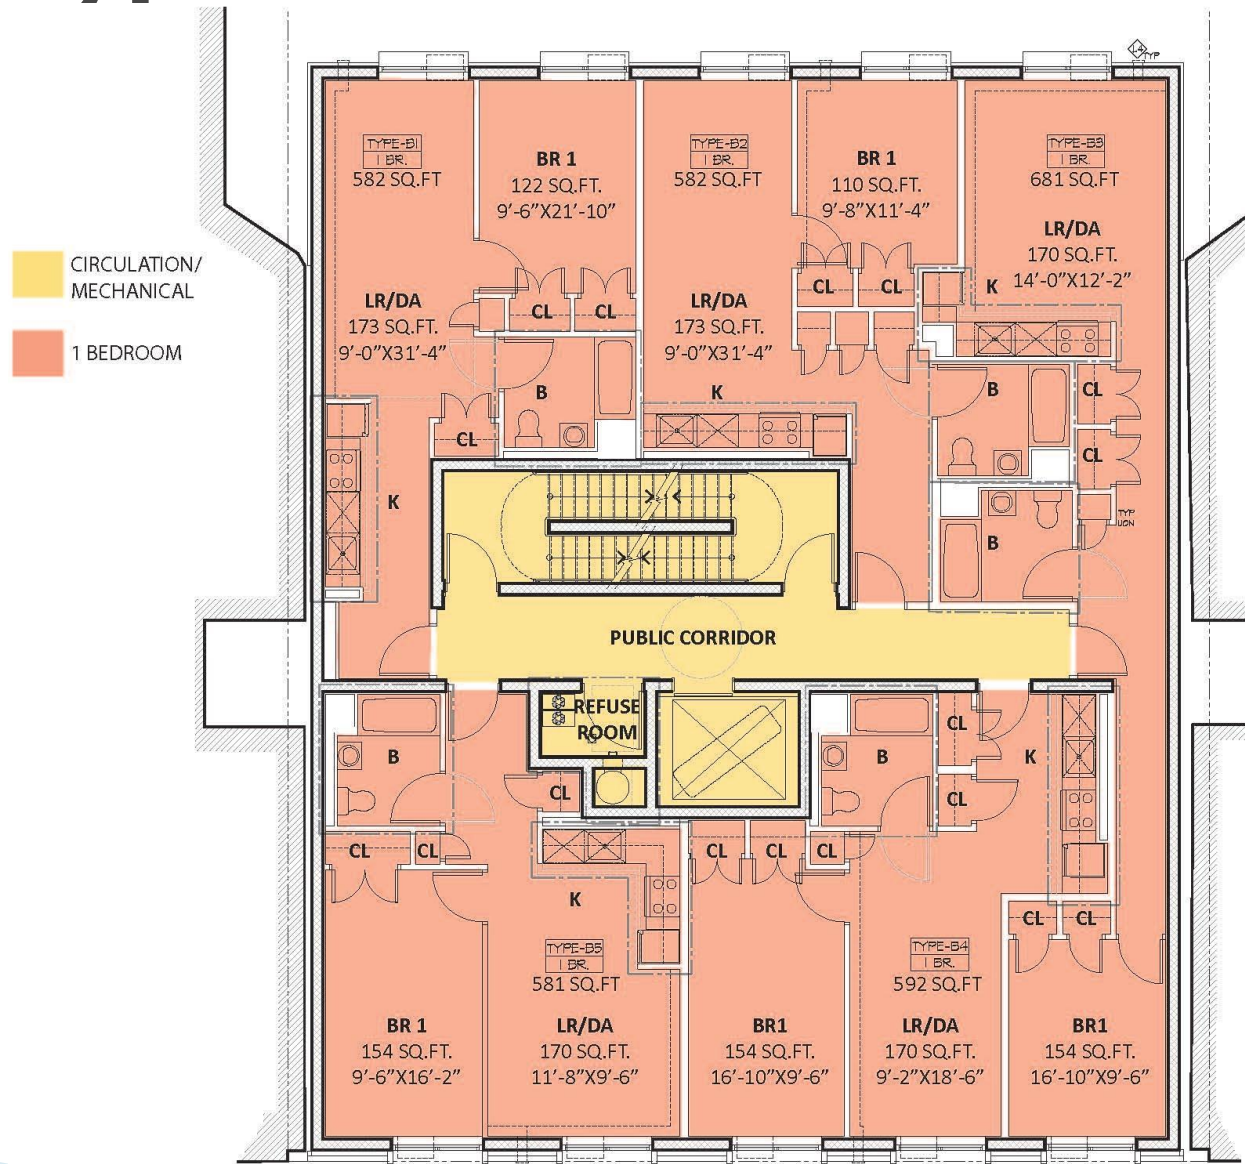 TYP
TYPE-B1
1 BR.
582 SQ.FT
BR 1
122 SQ.FT.
9'-6"X21'-10"
TYPE-B2
1 BR.
582 SQ.FT
BR 1
110 SQ.FT.
9'-8"X11'-4"
TYPE-B3
1 BR.
681 SQ.FT
LR/DA
170 SQ.FT.
14'-0"X12'-2"
K
CIRCULATION/
MECHANICAL
1 BEDROOM
LR/DA
173 SQ.FT.
9'-0"X31'-4"
CL
CL
LR/DA
173 SQ.FT.
9'-0"X31'-4"
CL
CL
B
K
B
CL
CL
CL
K
TYP
UON
B
PUBLIC CORRIDOR
REFUSE
ROOM
B
CL
B
CL
K
CL
CL
CL
CL
CL
CL
K
CL
CL
TYPE-B5
1 BR.
581 SQ.FT
TYPE-B4
1 BR.
592 SQ.FT
BR 1
154 SQ.FT.
9'-6"X16'-2"
LR/DA
170 SQ.FT.
11'-8"X9'-6"
BR1
154 SQ.FT.
16'-10"X9'-6"
LR/DA
170 SQ.FT.
9'-2"X18'-6"
BR1
154 SQ.FT.
16'-10"X9'-6"